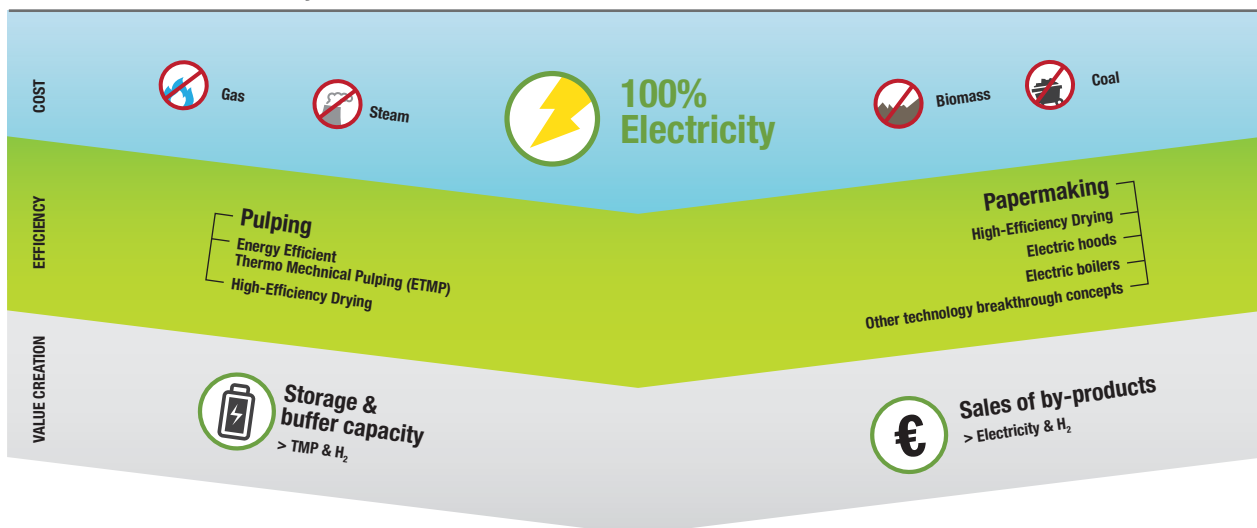 COST
Gas
Steam
100%
Electricity
Biomass
Coal
EFFICIENCY
Pulping
Energy Efficient
Thermo Mechnical Pulping (ETMP)
High-Efficiency Drying
Papermaking
High-Efficiency Drying
Electric hoods
Electric boilers
Other technology breakthrough concepts
VALUE CREATION
Storage &
buffer capacity
> TMP & H₂
€
Sales of by-products
> Electricity & H₂